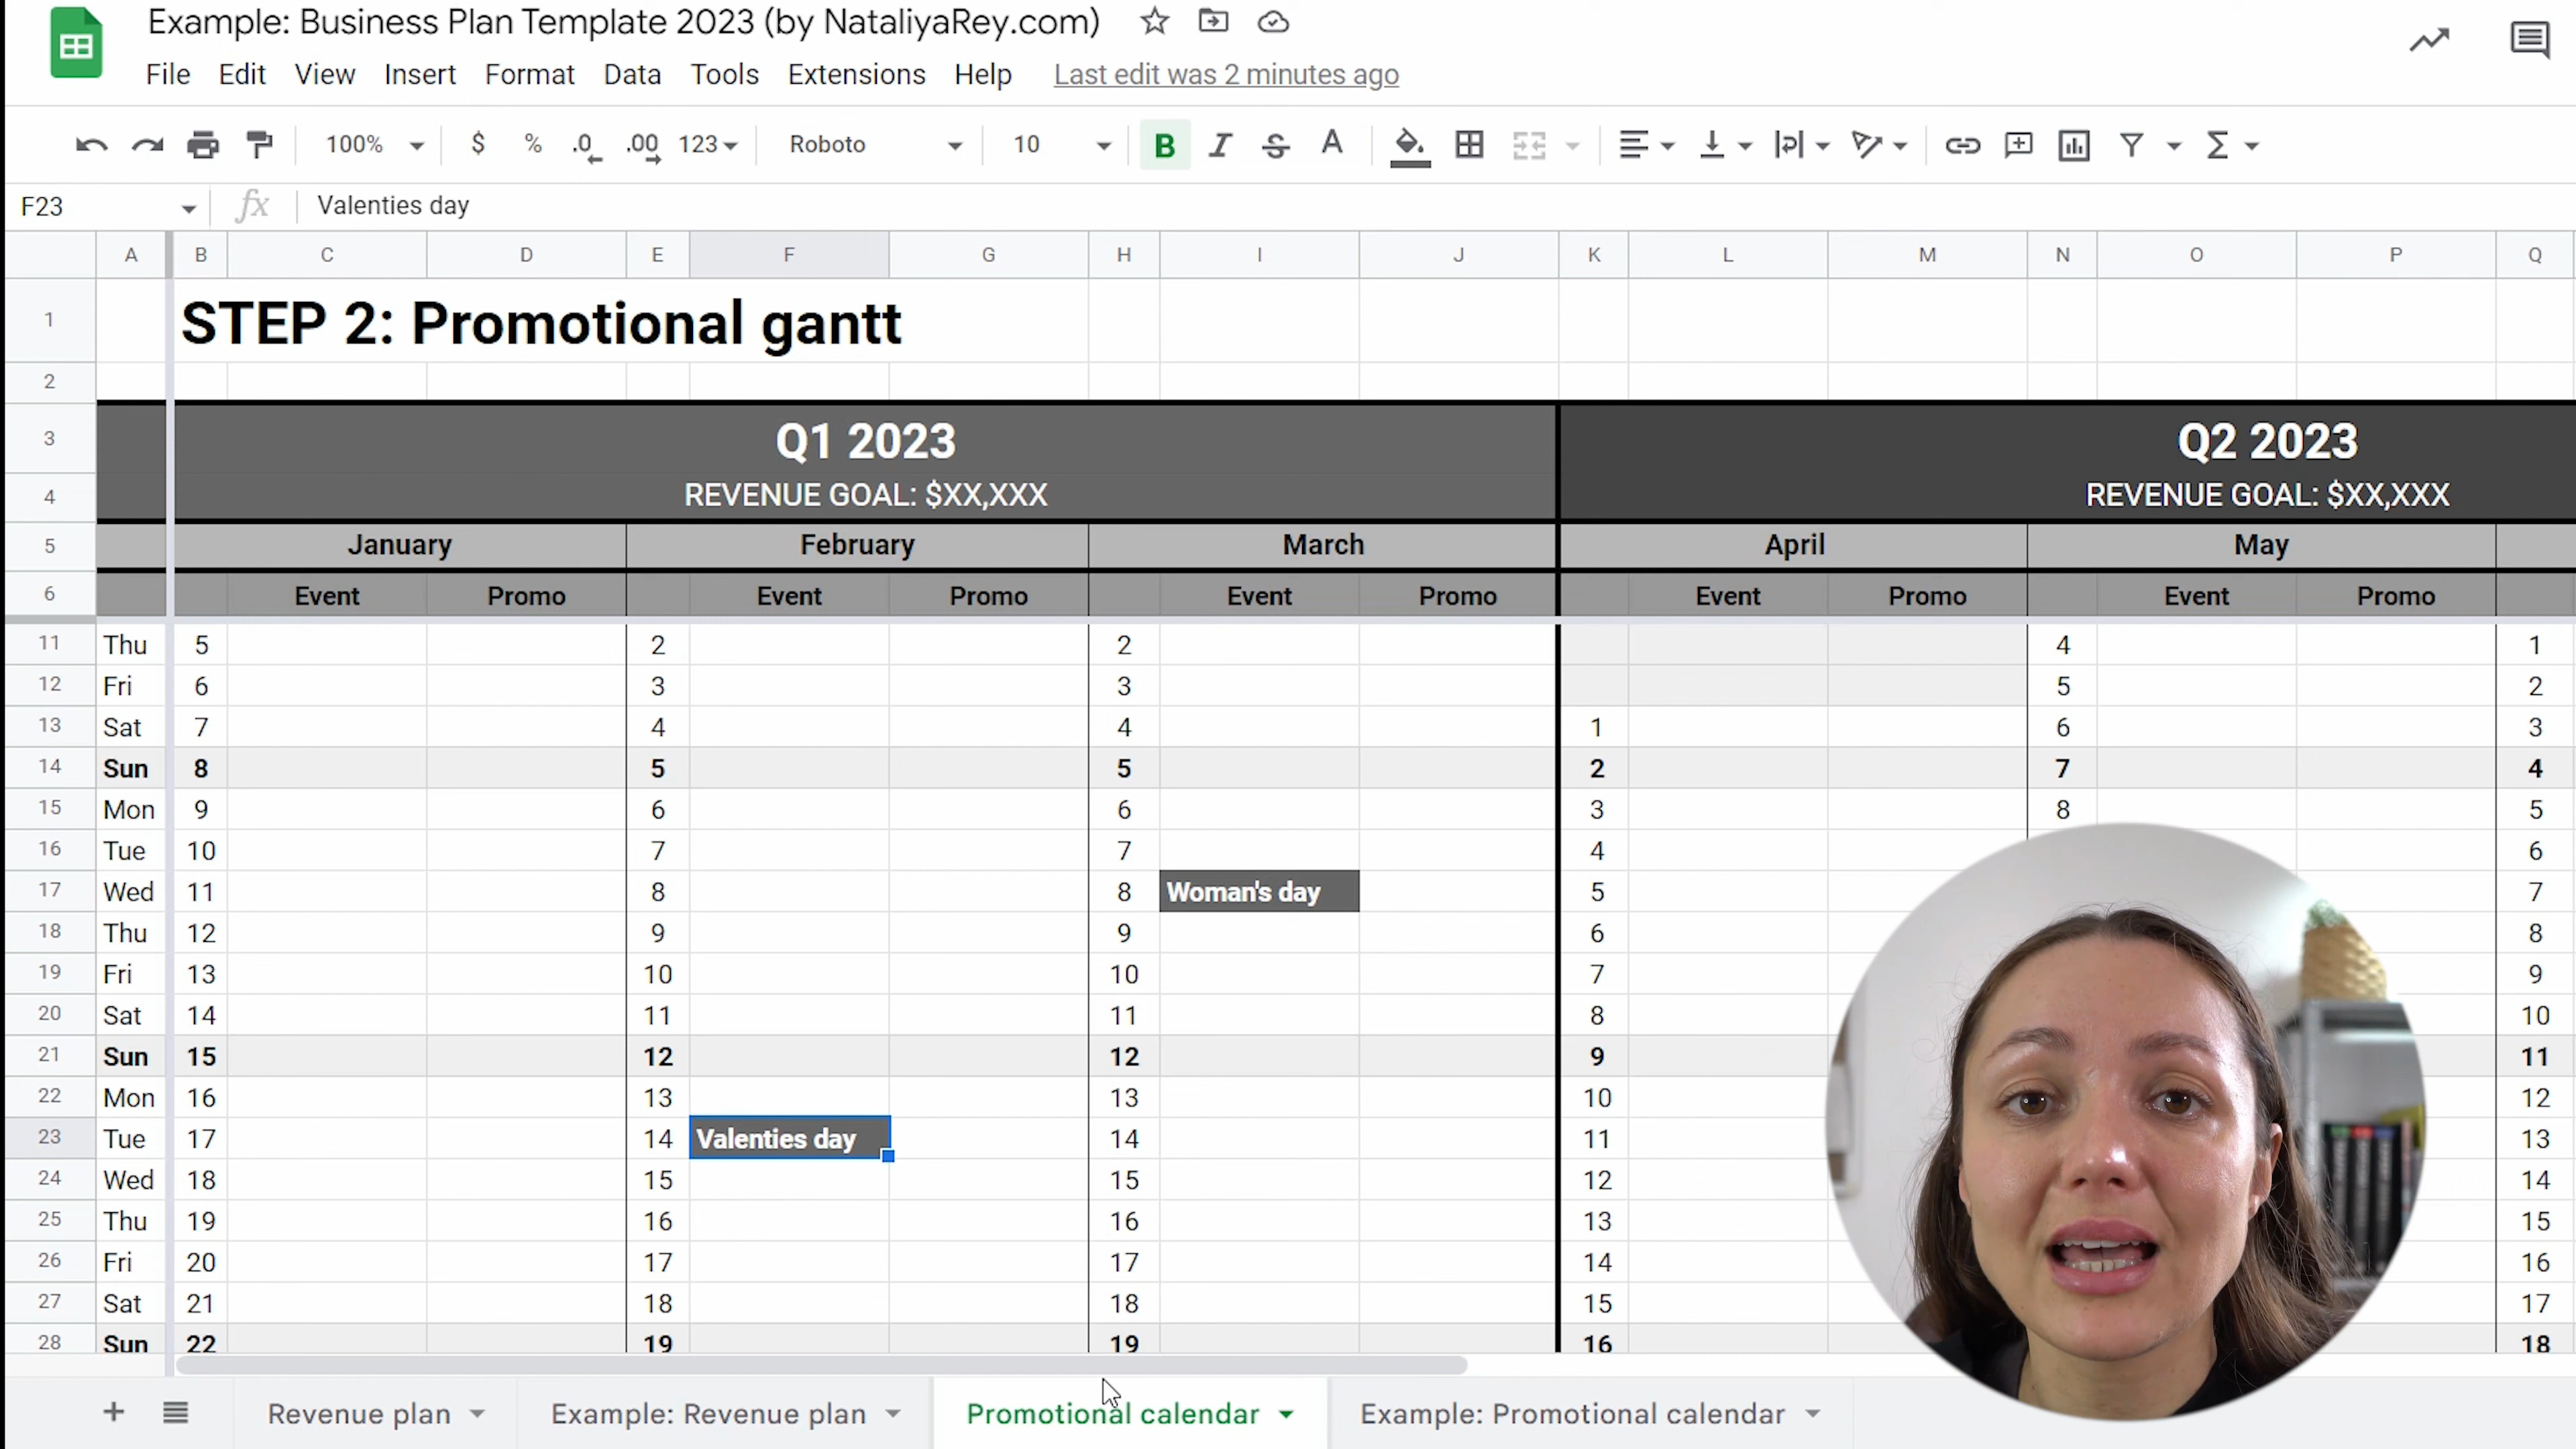 Example: Business Plan Template 2023 (by NataliyaRey.com)
File Edit View Insert Format Data Tools Extensions Help Last edit was 2 minutes ago
100% $ % .0 .00 123 Roboto 10 B I S A Σ
F23 fx Valenties day
A B C D E F G H I J K L M N O P Q
1 STEP 2: Promotional gantt
2
3 Q1 2023 Q2 2023
4 REVENUE GOAL: $XX,XXX REVENUE GOAL: $XX,XXX
5 January February March April May
6 Event Promo Event Promo Event Promo Event Promo Event Promo
11 Thu 5 2 2 4 1
12 Fri 6 3 3 5 2
13 Sat 7 4 4 1 6 3
14 Sun 8 5 5 2 7 4
15 Mon 9 6 6 3 8 5
16 Tue 10 7 7 4 6
17 Wed 11 8 8 Woman's day 5 7
18 Thu 12 9 9 6 8
19 Fri 13 10 10 7 9
20 Sat 14 11 11 8 10
21 Sun 15 12 12 9 11
22 Mon 16 13 13 10 12
23 Tue 17 14 Valenties day 14 11 13
24 Wed 18 15 15 12 14
25 Thu 19 16 16 13 15
26 Fri 20 17 17 14 16
27 Sat 21 18 18 15 17
28 Sun 22 19 19 16 18
+ Revenue plan Example: Revenue plan Promotional calendar Example: Promotional calendar